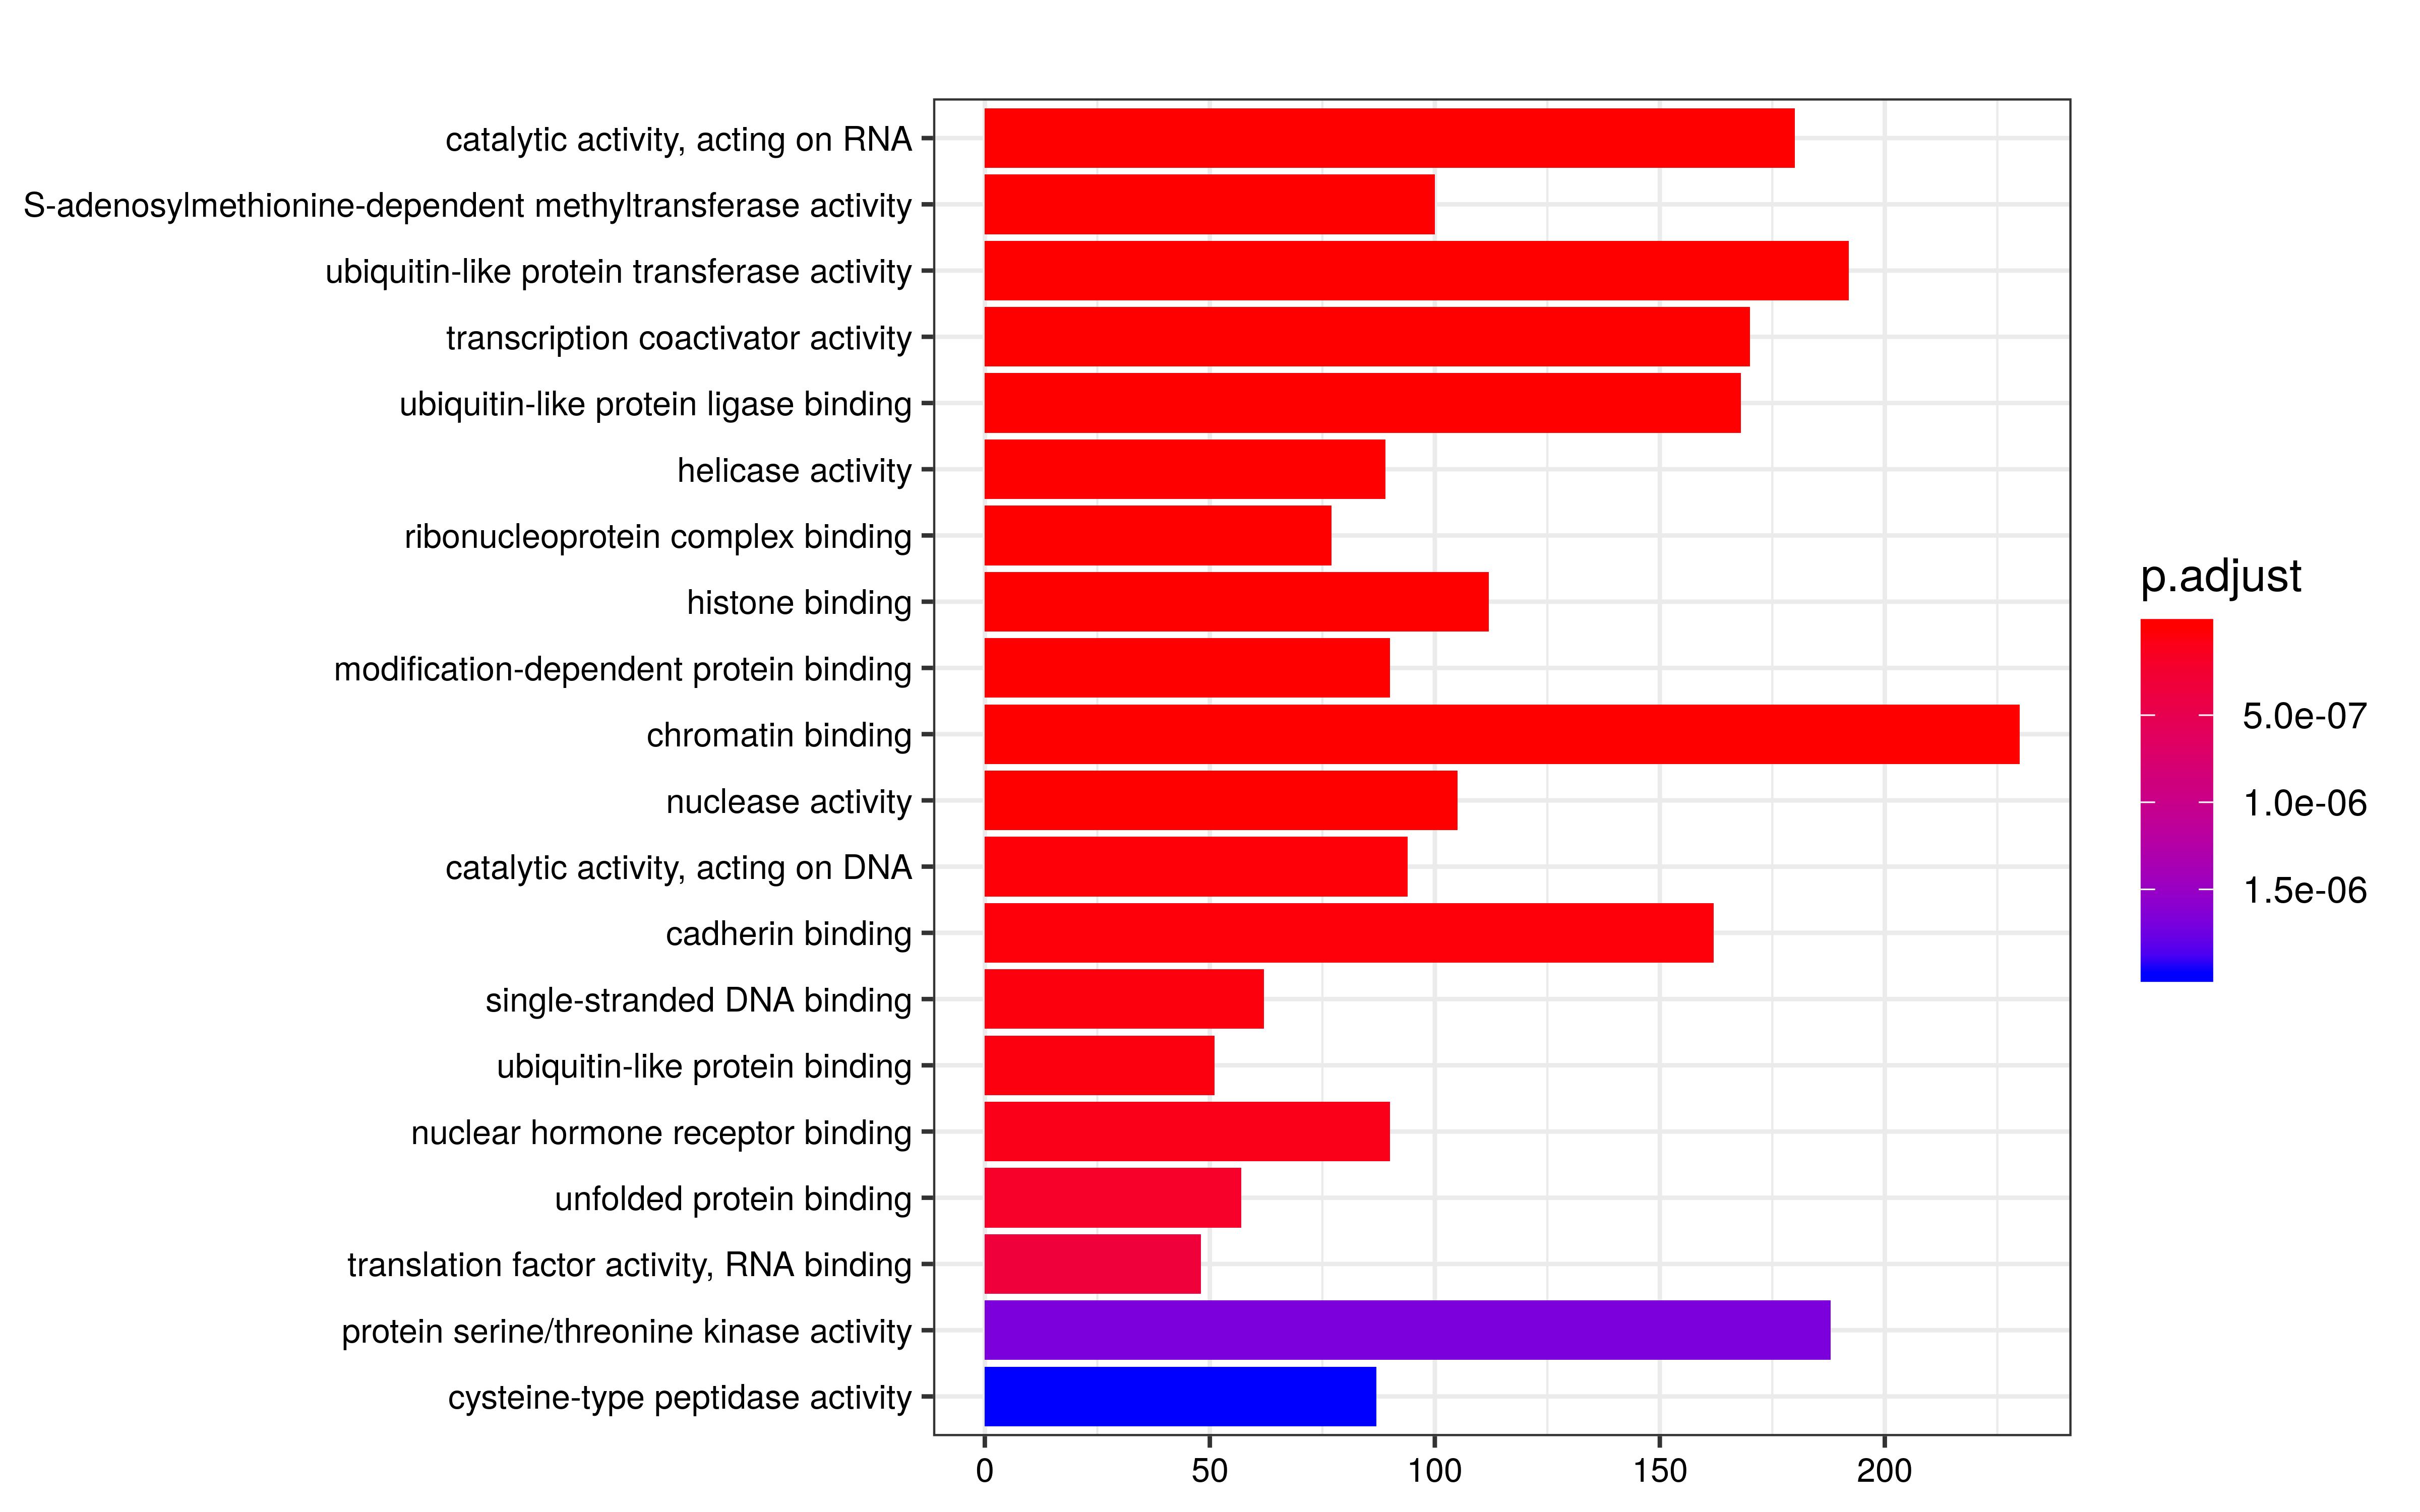 catalytic activity, acting on RNA
S-adenosylmethionine-dependent methyltransferase activity
ubiquitin-like protein transferase activity
transcription coactivator activity
ubiquitin-like protein ligase binding
helicase activity
ribonucleoprotein complex binding
histone binding
modification-dependent protein binding
chromatin binding
nuclease activity
catalytic activity, acting on DNA
cadherin binding
single-stranded DNA binding
ubiquitin-like protein binding
nuclear hormone receptor binding
unfolded protein binding
translation factor activity, RNA binding
protein serine/threonine kinase activity
cysteine-type peptidase activity
0 50 100 150 200
p.adjust
5.0e-07
1.0e-06
1.5e-06